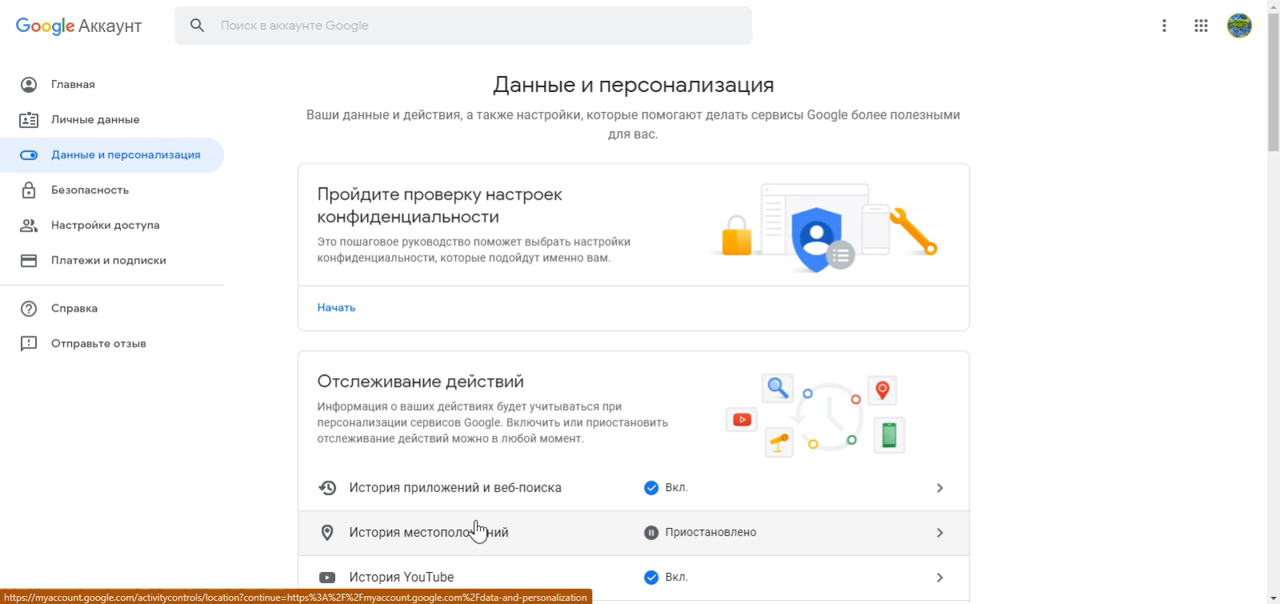 Google Аккаунт
Поиск в аккаунте Google
Главная
Личные данные
Данные и персонализация
Безопасность
Настройки доступа
Платежи и подписки
Справка
Отправьте отзыв
Данные и персонализация
Ваши данные и действия, а также настройки, которые помогают делать сервисы Google более полезными
для вас.
Пройдите проверку настроек
конфиденциальности
Это пошаговое руководство поможет выбрать настройки
конфиденциальности, которые подойдут именно вам.
Начать
Отслеживание действий
Информация о ваших действиях будет учитываться при
персонализации сервисов Google. Включить или приостановить
отслеживание действий можно в любой момент.
История приложений и веб-поиска Вкл.
История местоположений Приостановлено
История YouTube Вкл.
https://myaccount.google.com/activitycontrols/location?continue=https%3A%2F%2Fmyaccount.google.com%2Fdata-and-personalization